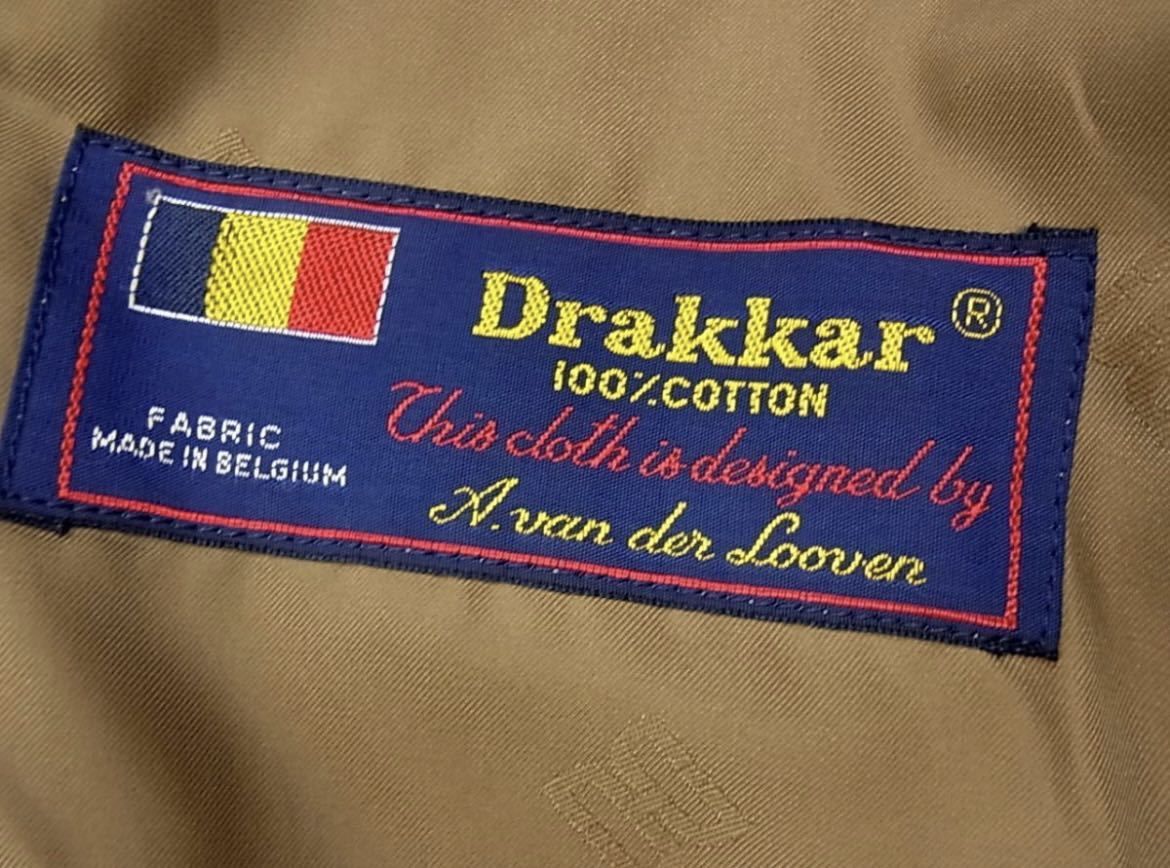 Drakkar®
100%COTTON
This cloth is designed by
A. van der Looven
FABRIC
MADE IN BELGIUM